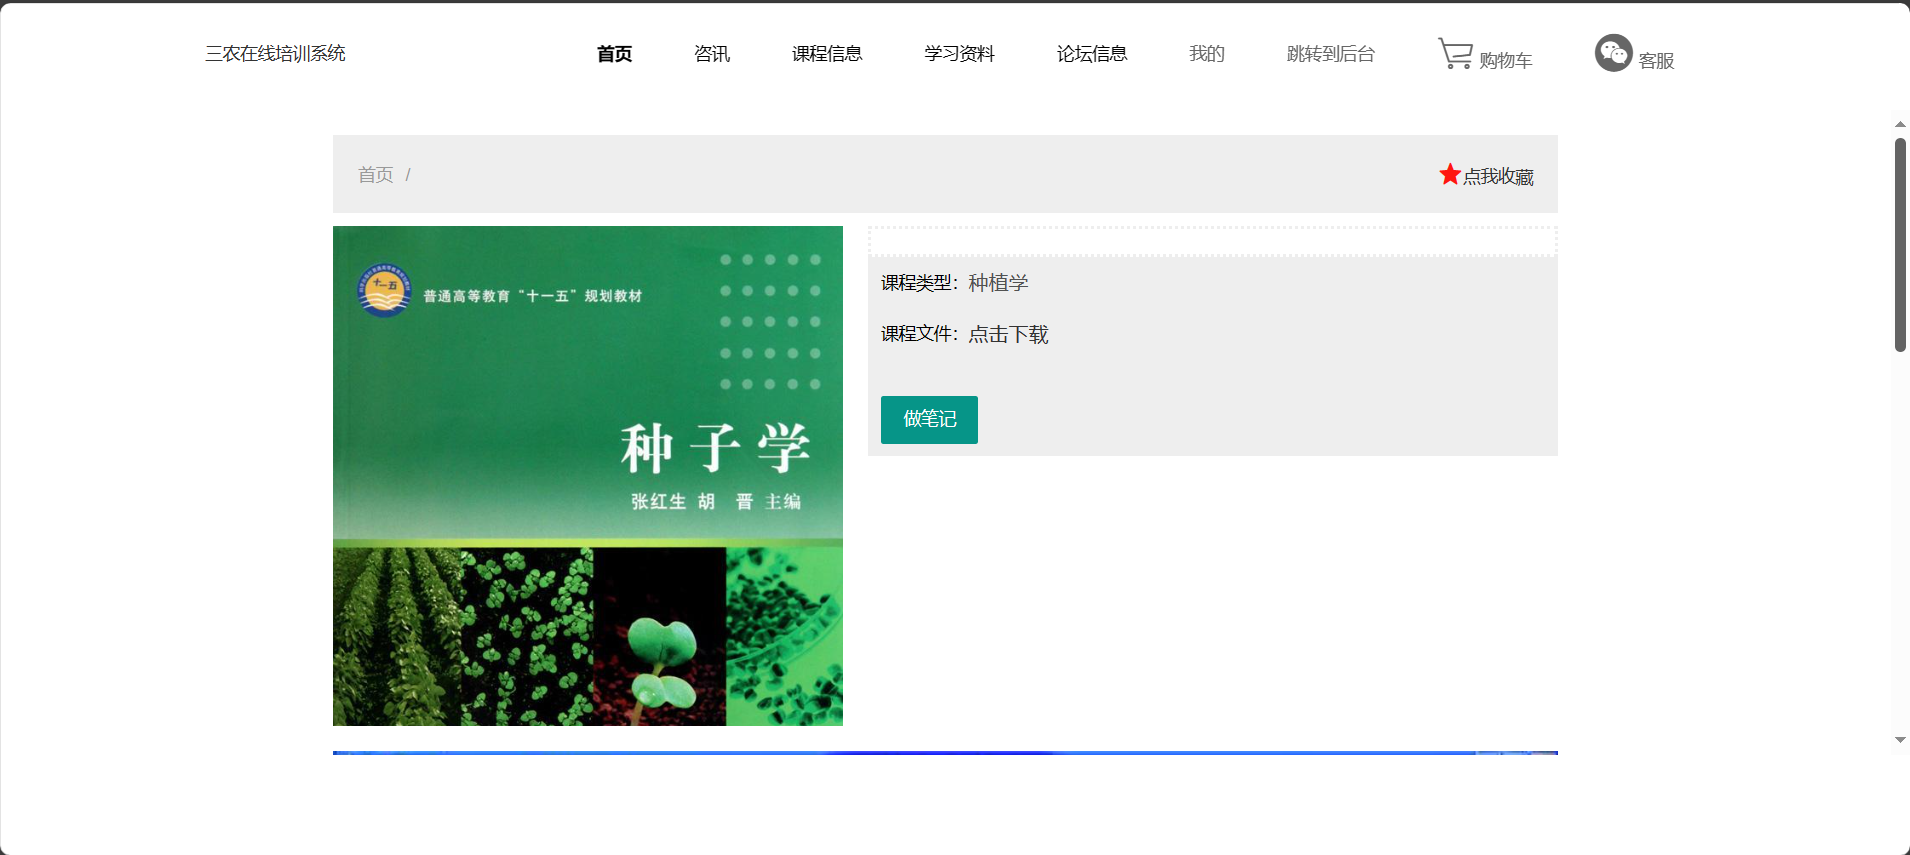 三农在线培训系统
首页
咨讯
课程信息
学习资料
论坛信息
我的
跳转到后台
购物车
客服
首页 /
点我收藏
十一五
普通高等教育“十一五”规划教材
种子学
张红生 胡 晋 主编
课程类型：种植学
课程文件：点击下载
做笔记